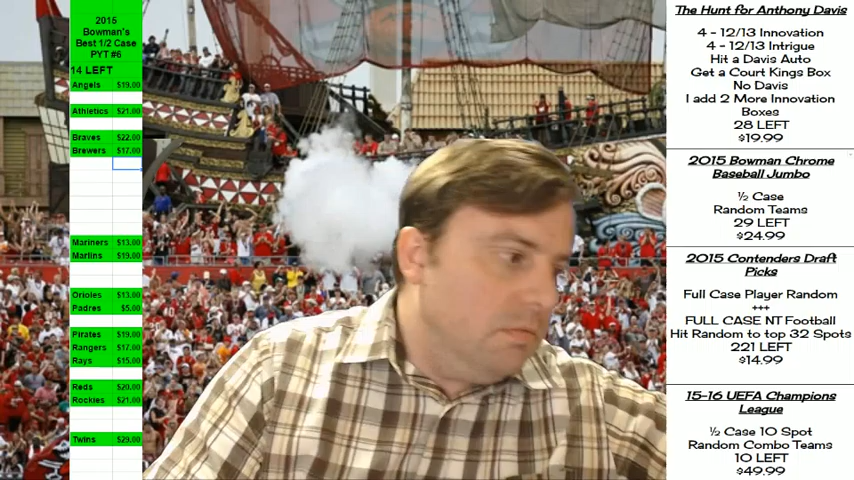 2015
Bowman's
Best 1/2 Case
PYT #6
14 LEFT
Angels $19.00
Athletics $21.00
Braves $22.00
Brewers $17.00
Mariners $13.00
Marlins $19.00
Orioles $13.00
Padres $5.00
Pirates $19.00
Rangers $17.00
Rays $15.00
Reds $20.00
Rockies $21.00
Twins $29.00
The Hunt for Anthony Davis
4 - 12/13 Innovation
4 - 12/13 Intrigue
Hit a Davis Auto
Get a Court Kings Box
No Davis
I add 2 More Innovation
Boxes
28 LEFT
$19.99
2015 Bowman Chrome
Baseball Jumbo
½ Case
Random Teams
29 LEFT
$24.99
2015 Contenders Draft
Picks
Full Case Player Random
+++
FULL CASE NT Football
Hit Random to top 32 Spots
221 LEFT
$14.99
15-16 UEFA Champions
League
½ Case 10 Spot
Random Combo Teams
10 LEFT
$49.99